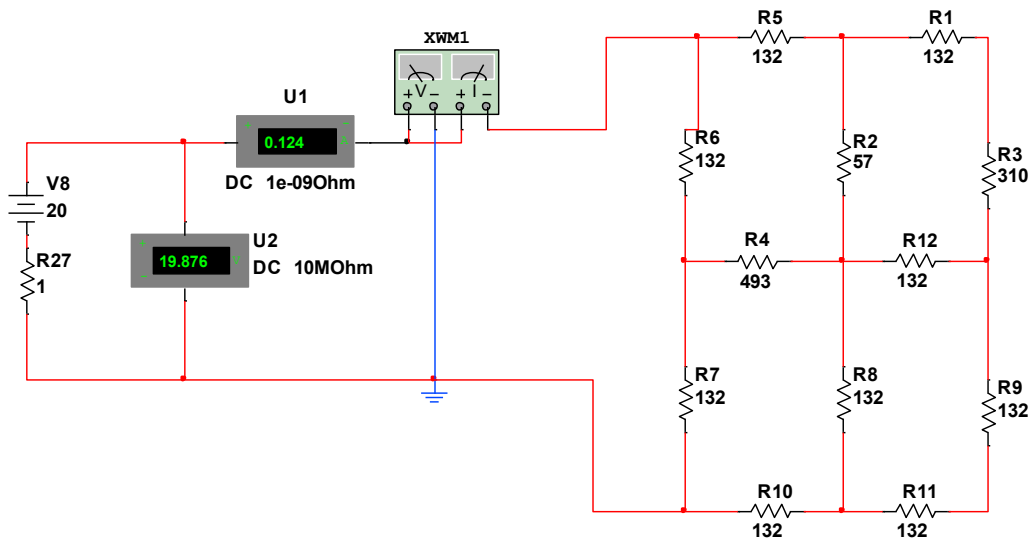 XWM1
V
I
+
−
+
−
U1
+
−
0.124
A
DC 1e-09Ohm
V8
20
R27
1
U2
+
−
19.876
V
DC 10MOhm
R5
132
R1
132
R6
132
R2
57
R3
310
R4
493
R12
132
R7
132
R8
132
R9
132
R10
132
R11
132